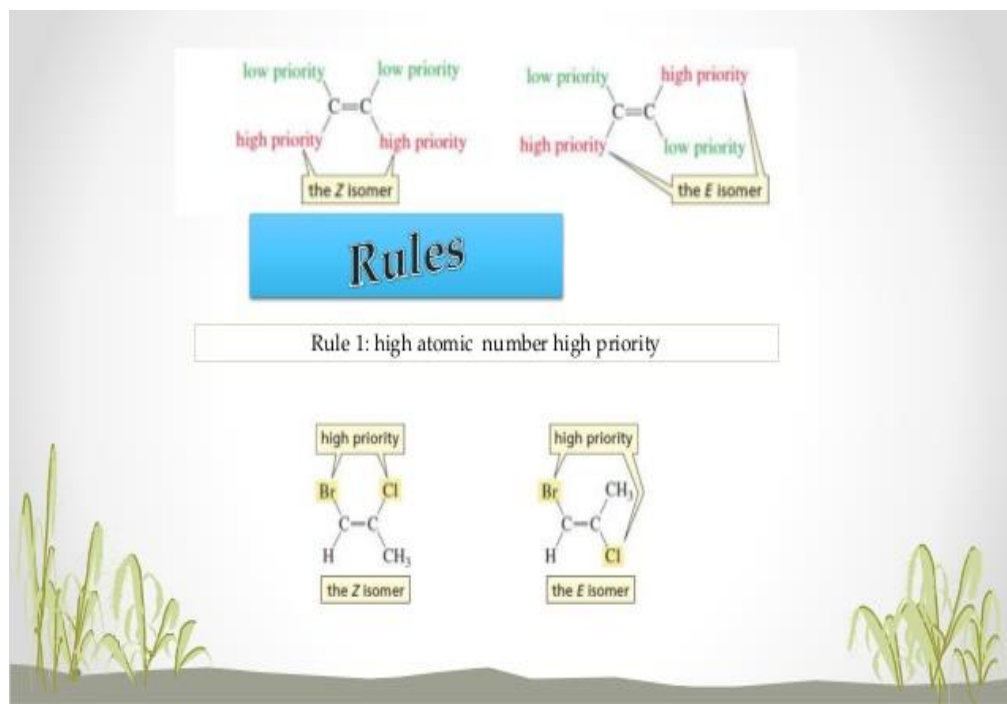 low priority low priority low priority high priority
C=C C=C
high priority high priority high priority low priority
the Z isomer the E isomer
Rules
Rule 1: high atomic number high priority
high priority high priority
Br Cl Br CH₃
C=C C=C
H CH₃ H Cl
the Z isomer the E isomer